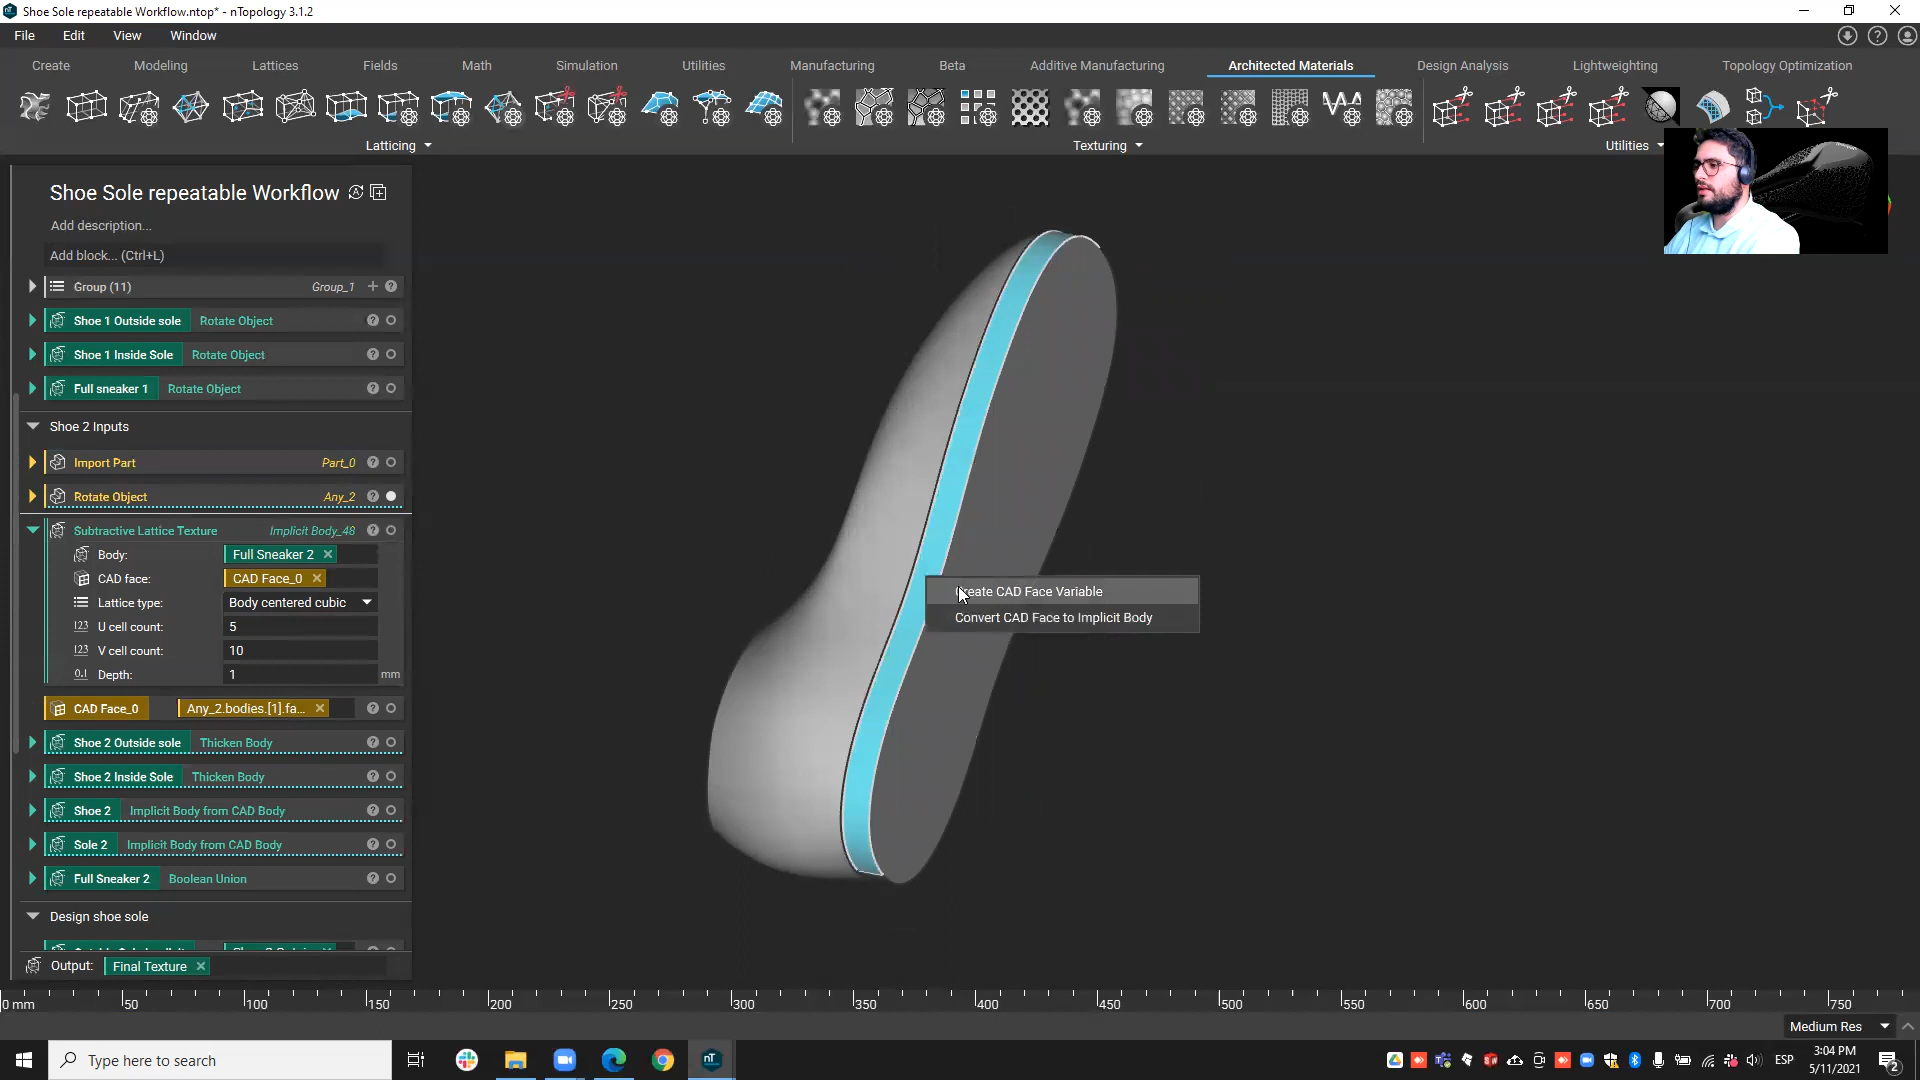 Shoe Sole repeatable Workflow.ntop* - nTopology 3.1.2
File Edit View Window
Create Modeling Lattices Fields Math Simulation Utilities Manufacturing Beta Additive Manufacturing Architected Materials Design Analysis Lightweighting Topology Optimization
Latticing Texturing Utilities
Shoe Sole repeatable Workflow
Add description...
Add block... (Ctrl+L)
Group (11) Group_1
Shoe 1 Outside sole Rotate Object
Shoe 1 Inside Sole Rotate Object
Full sneaker 1 Rotate Object
Shoe 2 Inputs
Import Part Part_0
Rotate Object Any_2
Subtractive Lattice Texture Implicit Body_48
Body: Full Sneaker 2
CAD face: CAD Face_0
Lattice type: Body centered cubic
U cell count: 5
V cell count: 10
Depth: 1 mm
CAD Face_0 Any_2.bodies.[1].fa...
Shoe 2 Outside sole Thicken Body
Shoe 2 Inside Sole Thicken Body
Shoe 2 Implicit Body from CAD Body
Sole 2 Implicit Body from CAD Body
Full Sneaker 2 Boolean Union
Design shoe sole
Output: Final Texture
Create CAD Face Variable
Convert CAD Face to Implicit Body
0 mm 50 100 150 200 250 300 350 400 450 500 550 600 650 700 750
Medium Res
Type here to search
nT
ESP
3:04 PM
5/11/2021
2